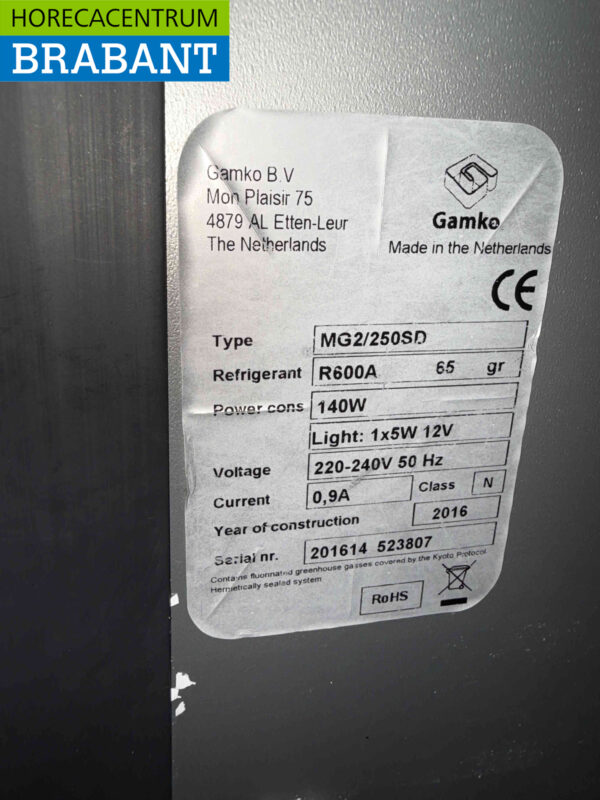 HORECACENTRUM
BRABANT
Gamko B.V
Mon Plaisir 75
4879 AL Etten-Leur
The Netherlands
Gamko
Made in the Netherlands
CE
Type MG2/250SD
Refrigerant R600A 65 gr
Power cons 140W
Light: 1x5W 12V
Voltage 220-240V 50 Hz
Current 0,9A Class N
Year of construction 2016
Serial nr. 201614 523807
Contains fluorinated greenhouse gasses covered by the Kyoto Protocol
Hermetically sealed system
RoHS